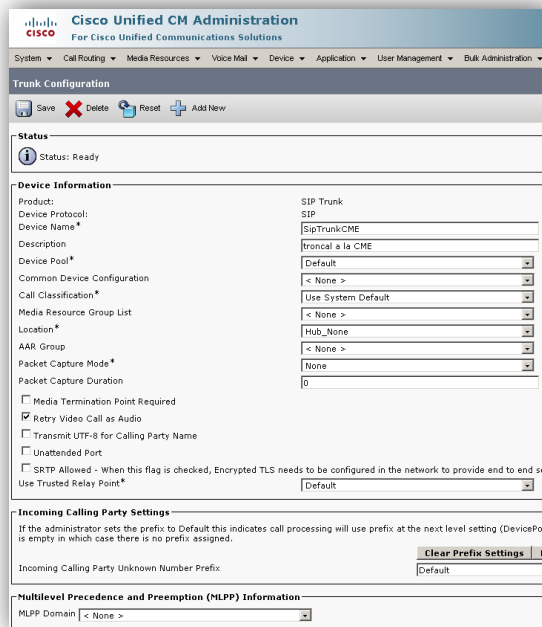 Cisco Unified CM Administration
CISCO
For Cisco Unified Communications Solutions
System Call Routing Media Resources Voice Mail Device Application User Management Bulk Administration
Trunk Configuration
Save Delete Reset Add New
Status
Status: Ready
Device Information
Product: SIP Trunk
Device Protocol: SIP
Device Name* SipTrunkCME
Description troncal a la CME
Device Pool* Default
Common Device Configuration < None >
Call Classification* Use System Default
Media Resource Group List < None >
Location* Hub_None
AAR Group < None >
Packet Capture Mode* None
Packet Capture Duration 0
Media Termination Point Required
Retry Video Call as Audio
Transmit UTF-8 for Calling Party Name
Unattended Port
SRTP Allowed - When this flag is checked, Encrypted TLS needs to be configured in the network to provide end to end
Use Trusted Relay Point* Default
Incoming Calling Party Settings
If the administrator sets the prefix to Default this indicates call processing will use prefix at the next level setting
is empty in which case there is no prefix assigned.
Clear Prefix Settings
Incoming Calling Party Unknown Number Prefix Default
Multilevel Precedence and Preemption (MLPP) Information
MLPP Domain < None >